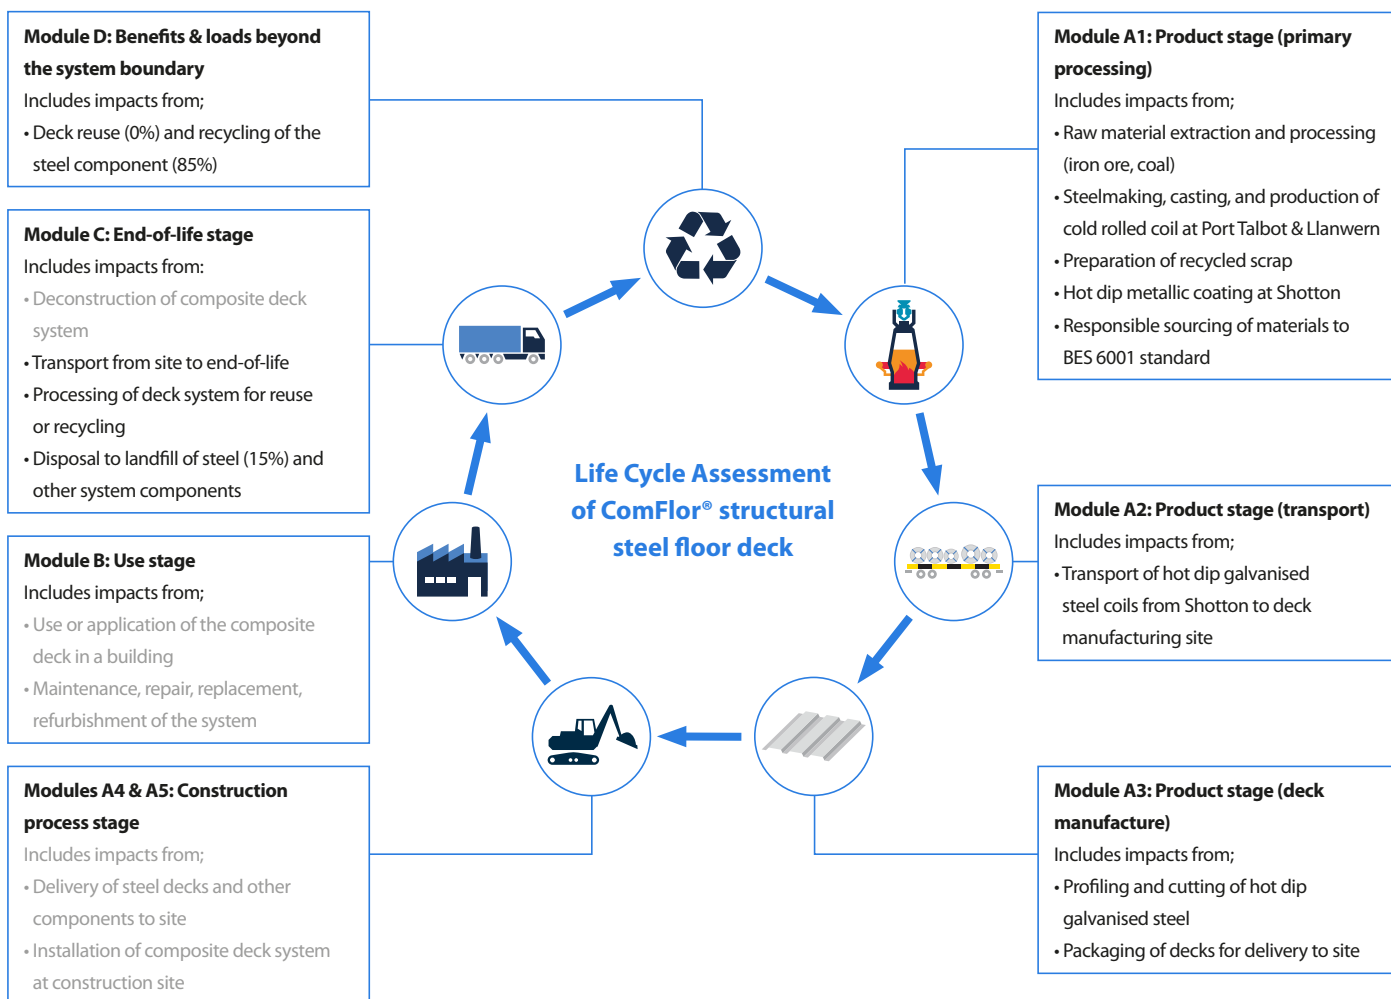 Module D: Benefits & loads beyond
the system boundary
Includes impacts from;
• Deck reuse (0%) and recycling of the
steel component (85%)
Module C: End-of-life stage
Includes impacts from:
• Deconstruction of composite deck
system
• Transport from site to end-of-life
• Processing of deck system for reuse
or recycling
• Disposal to landfill of steel (15%) and
other system components
Module B: Use stage
Includes impacts from;
• Use or application of the composite
deck in a building
• Maintenance, repair, replacement,
refurbishment of the system
Modules A4 & A5: Construction
process stage
Includes impacts from;
• Delivery of steel decks and other
components to site
• Installation of composite deck system
at construction site
Life Cycle Assessment
of ComFlor® structural
steel floor deck
Module A1: Product stage (primary
processing)
Includes impacts from;
• Raw material extraction and processing
(iron ore, coal)
• Steelmaking, casting, and production of
cold rolled coil at Port Talbot & Llanwern
• Preparation of recycled scrap
• Hot dip metallic coating at Shotton
• Responsible sourcing of materials to
BES 6001 standard
Module A2: Product stage (transport)
Includes impacts from;
• Transport of hot dip galvanised
steel coils from Shotton to deck
manufacturing site
Module A3: Product stage (deck
manufacture)
Includes impacts from;
• Profiling and cutting of hot dip
galvanised steel
• Packaging of decks for delivery to site